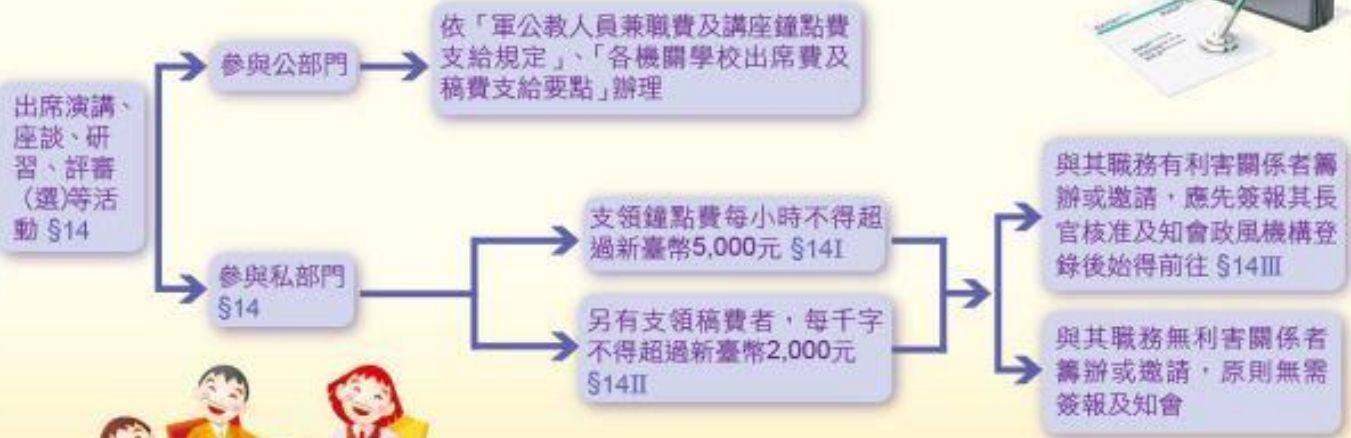 出席演講、
座談、研
習、評審
(選)等活
動 §14
參與公部門
依「軍公教人員兼職費及講座鐘點費
支給規定」、「各機關學校出席費及
稿費支給要點」辦理
參與私部門
§14
支領鐘點費每小時不得超
過新臺幣5,000元 §14I
另有支領稿費者，每千字
不得超過新臺幣2,000元
§14II
與其職務有利害關係者籌
辦或邀請，應先簽報其長
官核准及知會政風機構登
錄後始得前往 §14III
與其職務無利害關係者
籌辦或邀請，原則無需
簽報及知會